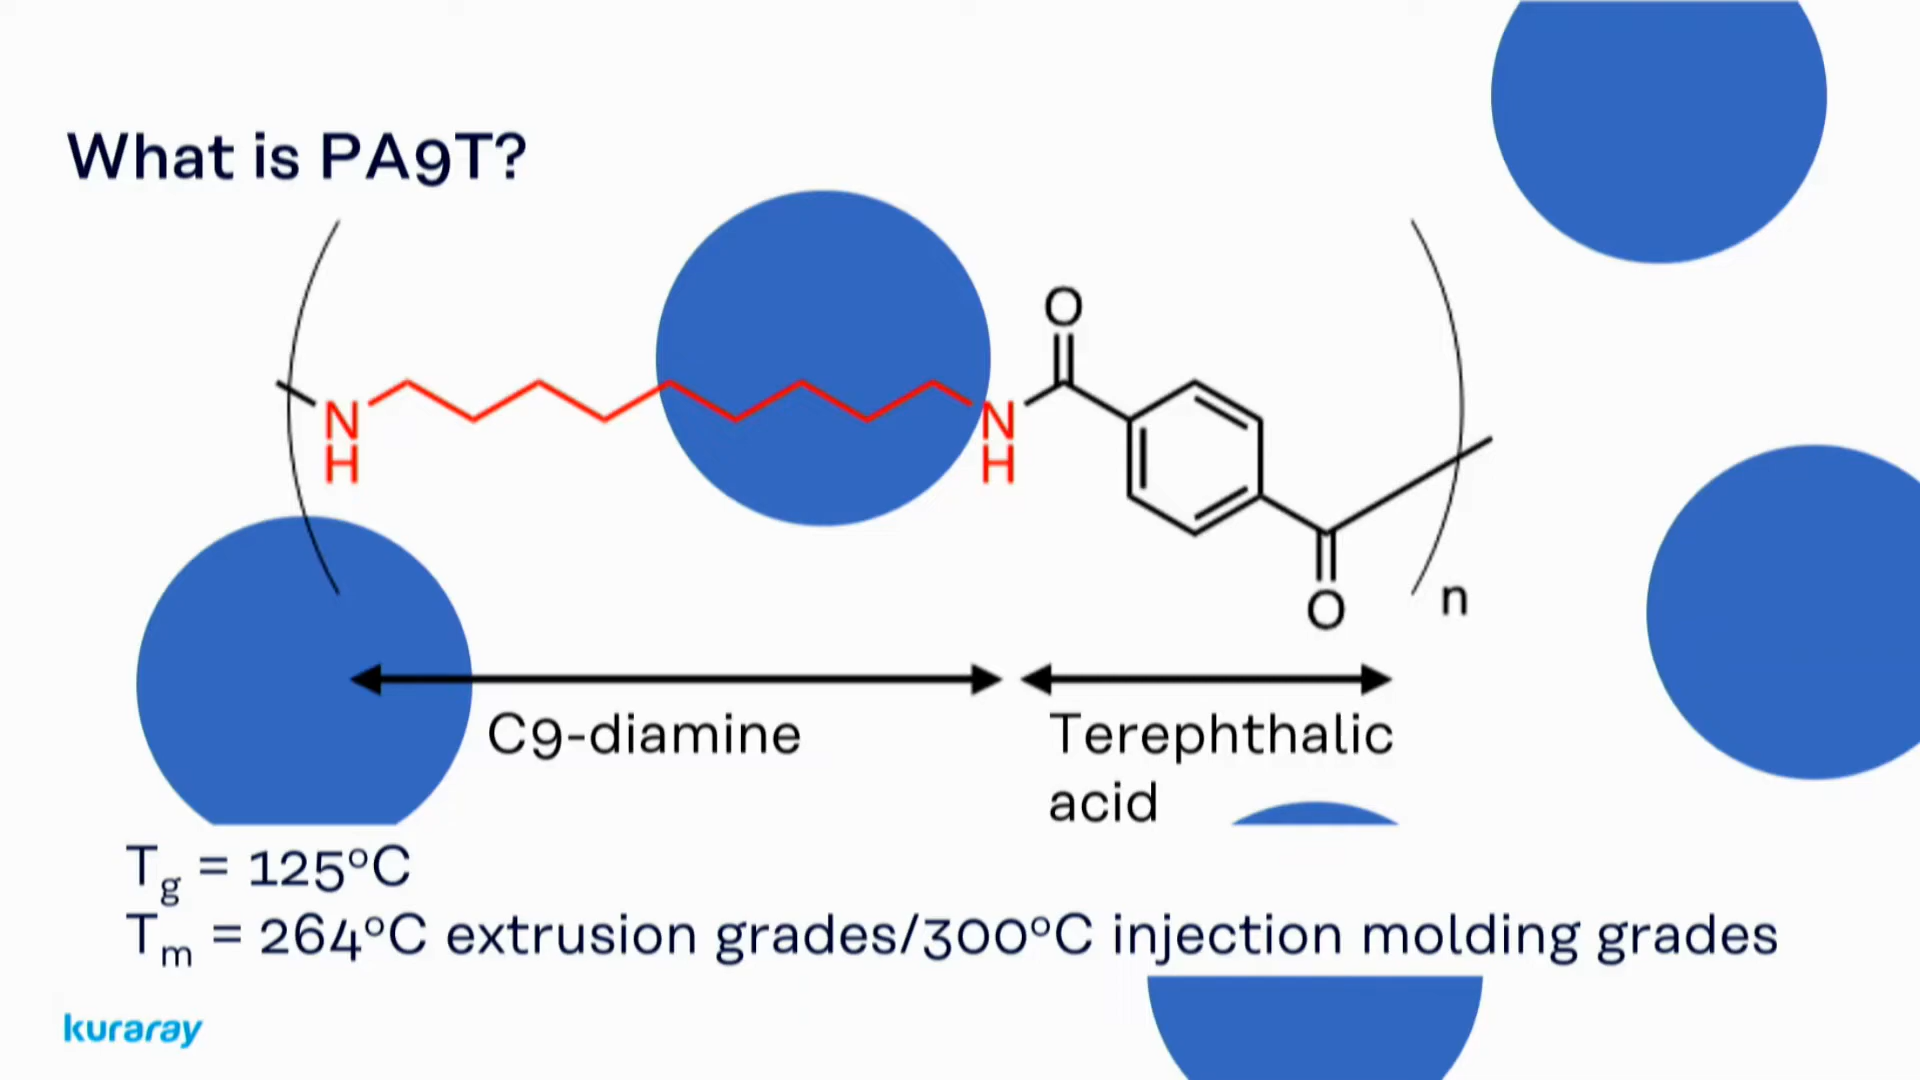 What is PA9T?
O
N
H
N
H
O
n
C9-diamine
Terephthalic
acid
Tg = 125°C
Tm = 264°C extrusion grades/300°C injection molding grades
kuraray